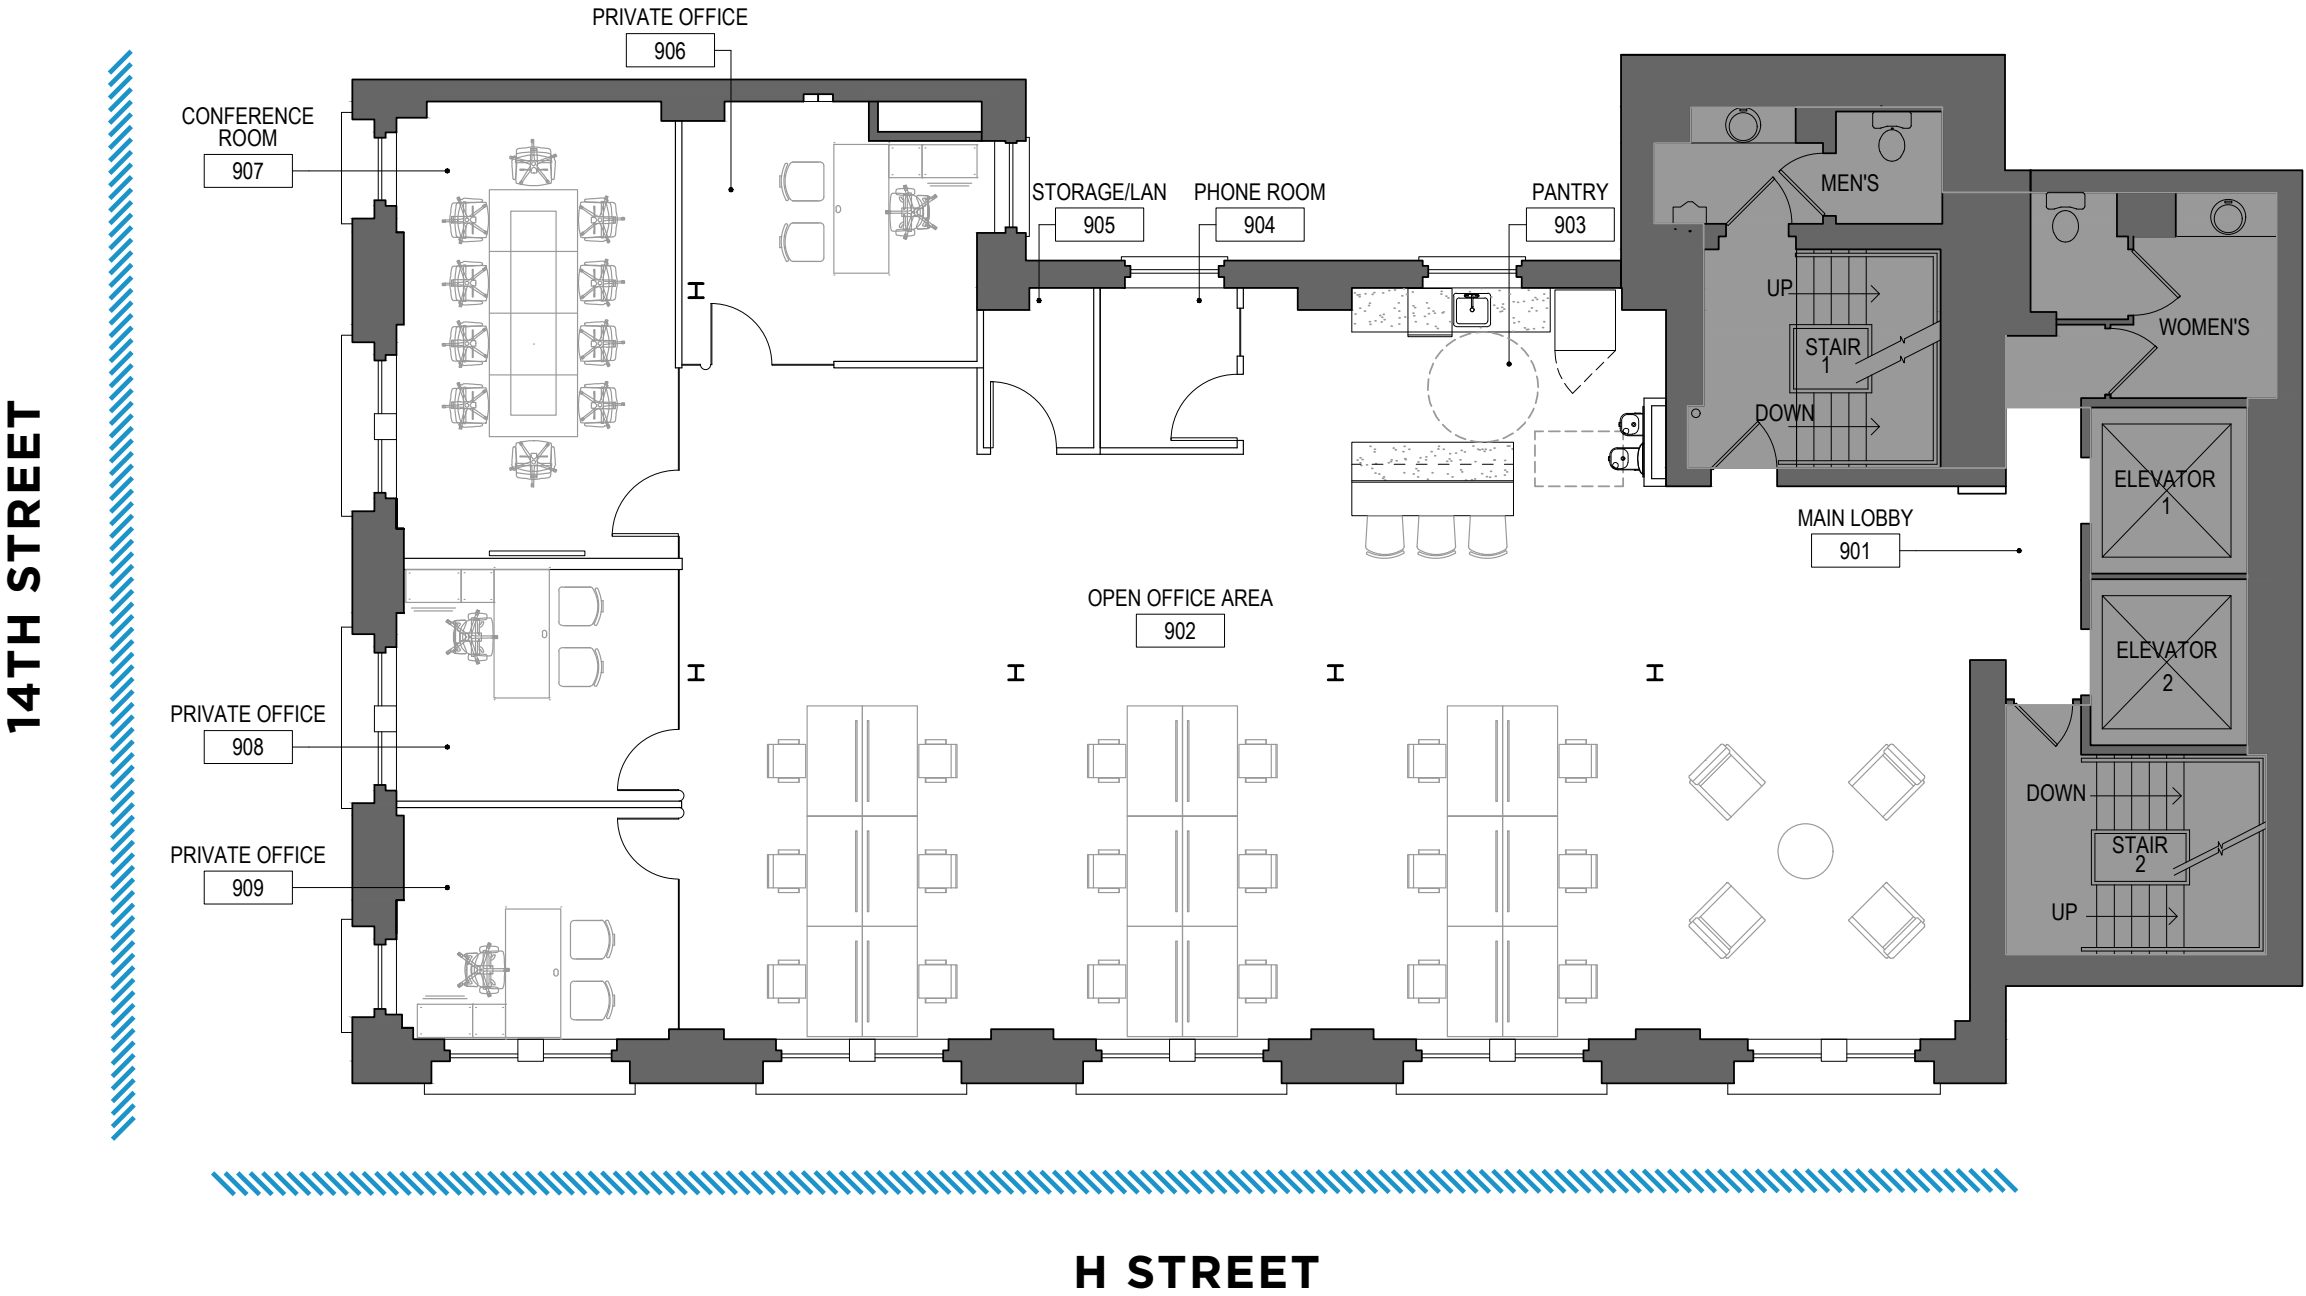 PRIVATE OFFICE
906
CONFERENCE
ROOM
907
STORAGE/LAN
905
PHONE ROOM
904
PANTRY
903
MEN'S
UP
STAIR
1
DOWN
WOMEN'S
ELEVATOR
1
MAIN LOBBY
901
OPEN OFFICE AREA
902
ELEVATOR
2
PRIVATE OFFICE
908
DOWN
STAIR
2
UP
PRIVATE OFFICE
909
14TH STREET
H STREET